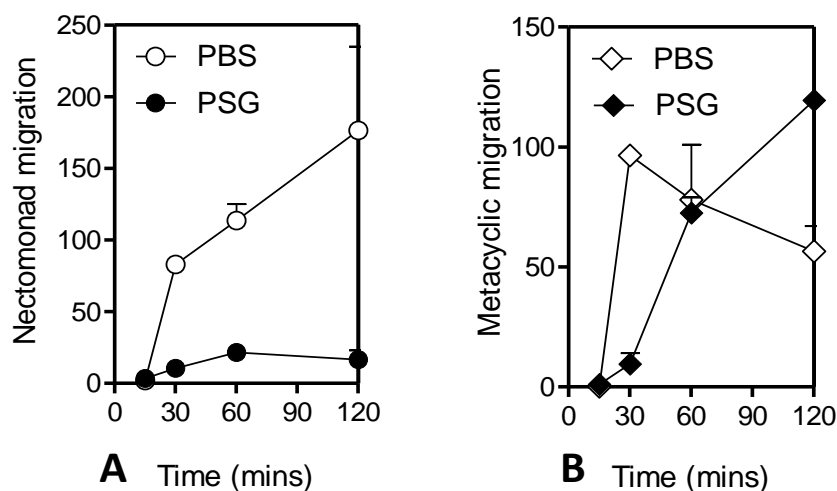 250
200
150
100
50
0
Nectomonad migration
PBS
PSG
0 30 60 90 120
A Time (mins)
150
100
50
0
Metacyclic migration
PBS
PSG
0 30 60 90 120
B Time (mins)